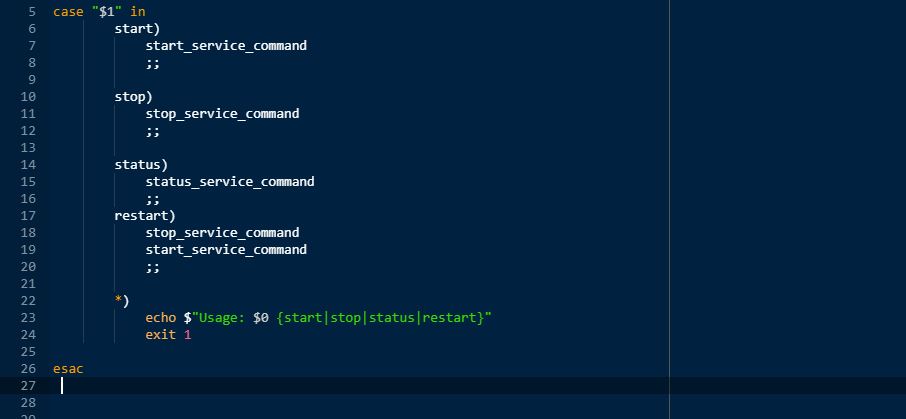 5 case "$1" in
6 start)
7 start_service_command
8 ;;
9
10 stop)
11 stop_service_command
12 ;;
13
14 status)
15 status_service_command
16 ;;
17 restart)
18 stop_service_command
19 start_service_command
20 ;;
21
22 *)
23 echo $"Usage: $0 {start|stop|status|restart}"
24 exit 1
25
26 esac
27
28